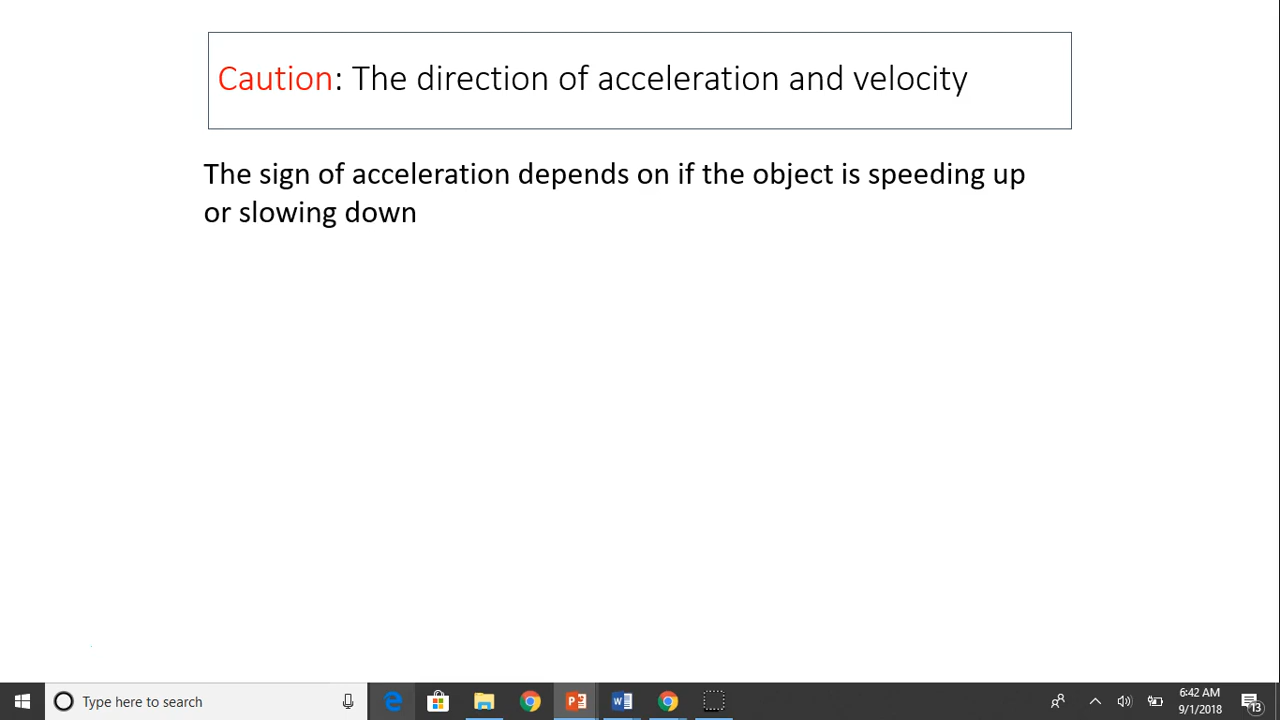 Caution: The direction of acceleration and velocity
The sign of acceleration depends on if the object is speeding up
or slowing down
Type here to search
6:42 AM
9/1/2018
13